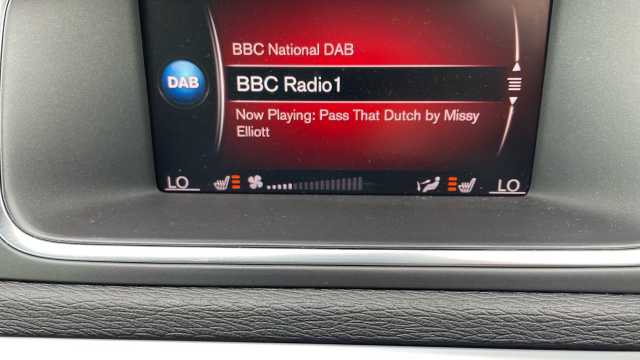 BBC National DAB
DAB
BBC Radio1
Now Playing: Pass That Dutch by Missy
Elliott
LO
LO